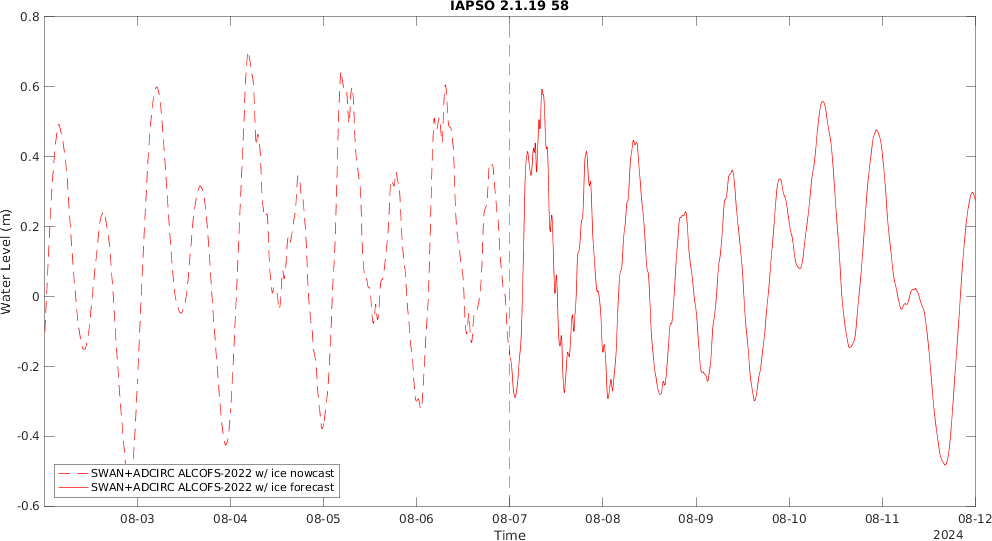 IAPSO 2.1.19 58
0.8
0.6
0.4
0.2
0
-0.2
-0.4
-0.6
Water Level (m)
SWAN+ADCIRC ALCOFS-2022 w/ ice nowcast
SWAN+ADCIRC ALCOFS-2022 w/ ice forecast
08-03 08-04 08-05 08-06 08-07 08-08 08-09 08-10 08-11 08-12
Time
2024